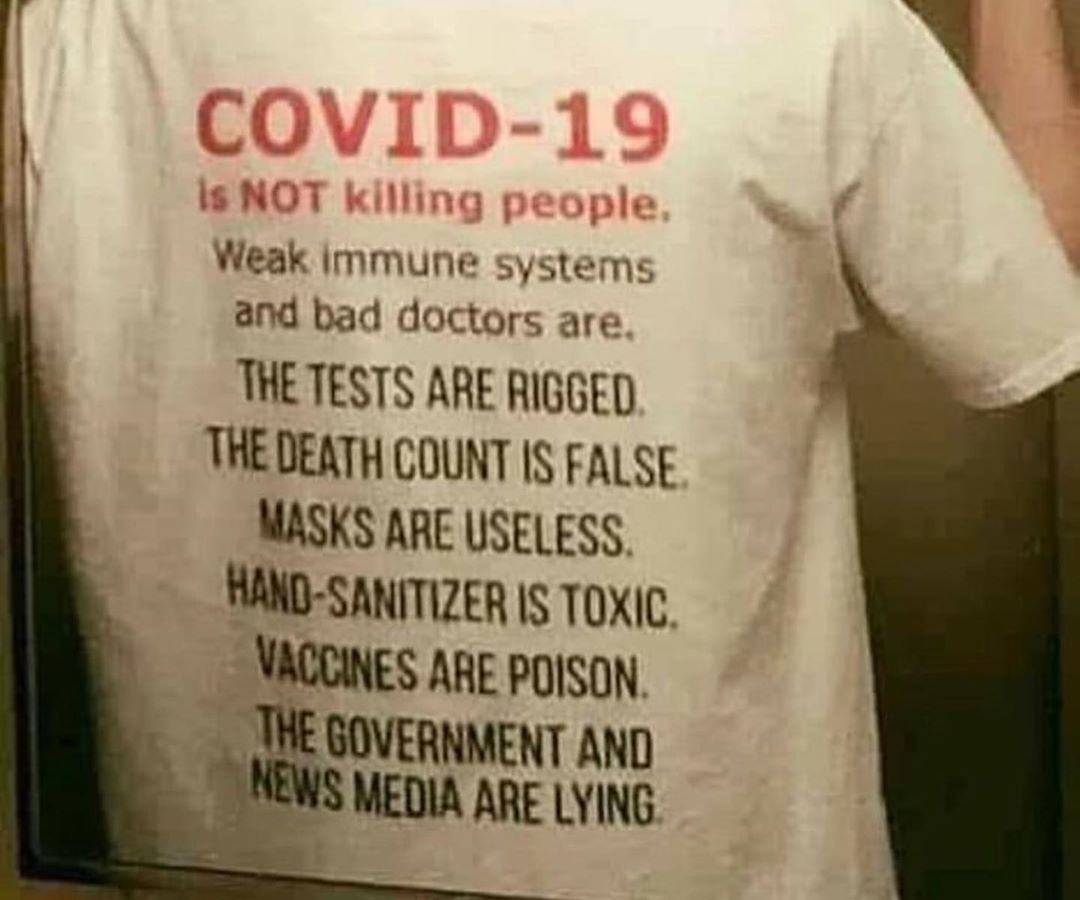 COVID-19
is NOT killing people.
Weak immune systems
and bad doctors are.
THE TESTS ARE RIGGED.
THE DEATH COUNT IS FALSE.
MASKS ARE USELESS.
HAND-SANITIZER IS TOXIC.
VACCINES ARE POISON.
THE GOVERNMENT AND
NEWS MEDIA ARE LYING.